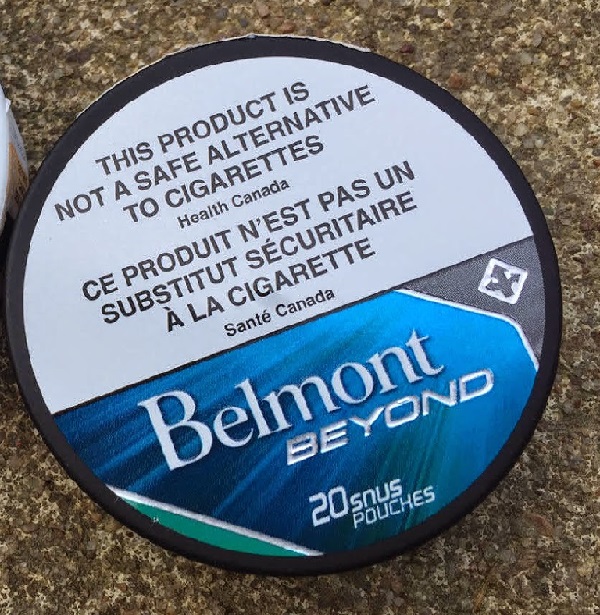 THIS PRODUCT IS
NOT A SAFE ALTERNATIVE
TO CIGARETTES
Health Canada
CE PRODUIT N'EST PAS UN
SUBSTITUT SÉCURITAIRE
À LA CIGARETTE
Santé Canada
Belmont
BEYOND
20 snus
POUCHES